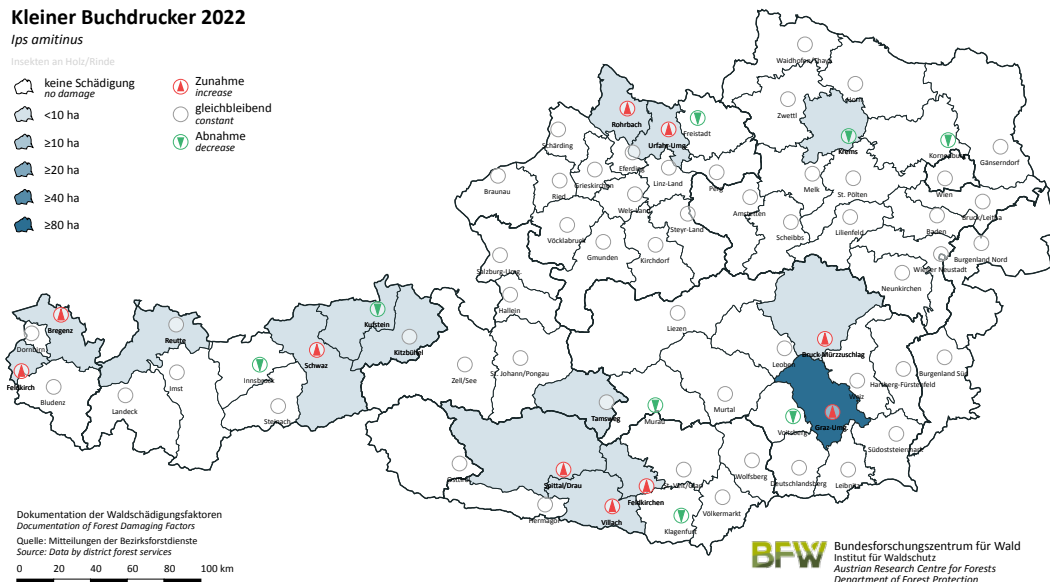 Kleiner Buchdrucker 2022
Ips amitinus
Insekten an Holz/Rinde
keine Schädigung
no damage
<10 ha
≥10 ha
≥20 ha
≥40 ha
≥80 ha
Zunahme
increase
gleichbleibend
constant
Abnahme
decrease
Waidhofen/Thaya
Horn
Zwettl
Rohrbach
Freistadt
Urfahr-Umg.
Krems
Korneuburg
Gänserndorf
Schärding
Eferding
Grieskirchen
Linz-Land
Braunau
Ried
Perg
Melk
St. Pölten
Wien
Wels-Land
Amstetten
Bruck/Leitha
Steyr-Land
Scheibbs
Lilienfeld
Baden
Vöcklabruck
Gmunden
Kirchdorf
Burgenland Nord
Salzburg-Umg.
Wiener Neustadt
Neunkirchen
Hallein
Liezen
Bregenz
Kufstein
Reutte
Dornbirn
Kitzbühel
Bruck-Mürzzuschlag
Leoben
Feldkirch
Schwaz
Innsbruck
Zell/See
St. Johann/Pongau
Hartberg-Fürstenfeld
Burgenland Süd
Bludenz
Imst
Landeck
Steinach
Tamsweg
Murau
Murtal
Weiz
Graz-Umg.
Voitsberg
Südoststeiermark
Osttirol
Spittal/Drau
St. Veit/Glan
Wolfsberg
Deutschlandsberg
Leibnitz
Feldkirchen
Hermagor
Villach
Klagenfurt
Völkermarkt
Dokumentation der Waldschädigungsfaktoren
Documentation of Forest Damaging Factors
Quelle: Mitteilungen der Bezirksforstdienste
Source: Data by district forest services
0 20 40 60 80 100 km
BFW
Bundesforschungszentrum für Wald
Institut für Waldschutz
Austrian Research Centre for Forests
Department of Forest Protection